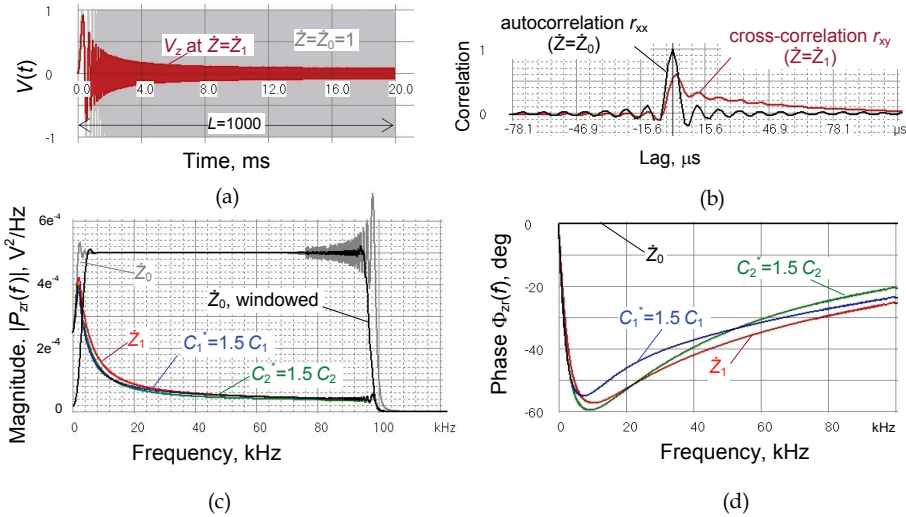 1
V_z at Ż=Ż_1
Ż=Ż_0=1
V(t)
0
0.0 4.0 8.0 12.0 16.0 20.0
L=1000
-1
Time, ms
(a)
autocorrelation r_xx
(Ż=Ż_0)
cross-correlation r_xy
(Ż=Ż_1)
Correlation
1
0
-78.1 -46.9 -15.6 15.6 46.9 78.1 µs
Lag, µs
(b)
Magnitude. |P_zr(f)|, V²/Hz
6e⁻⁴
4e⁻⁴
2e⁻⁴
0
Ż_0
Ż_0, windowed
Ż_1
C_1*=1.5 C_1
C_2*=1.5 C_2
0 20 40 60 80 100 kHz
Frequency, kHz
(c)
Phase Φ_zr(f), deg
0
-20
-40
-60
Ż_0
C_2*=1.5 C_2
C_1*=1.5 C_1
Ż_1
0 20 40 60 80 kHz
Frequency, kHz
(d)